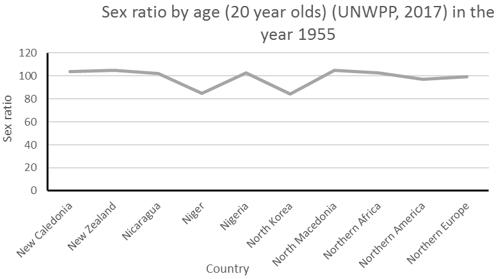 Sex ratio by age (20 year olds) (UNWPP, 2017) in the
year 1955
120
100
80
60
40
20
0
Sex ratio
New Caledonia
New Zealand
Nicaragua
Niger
Nigeria
North Korea
North Macedonia
Northern Africa
Northern America
Northern Europe
Country